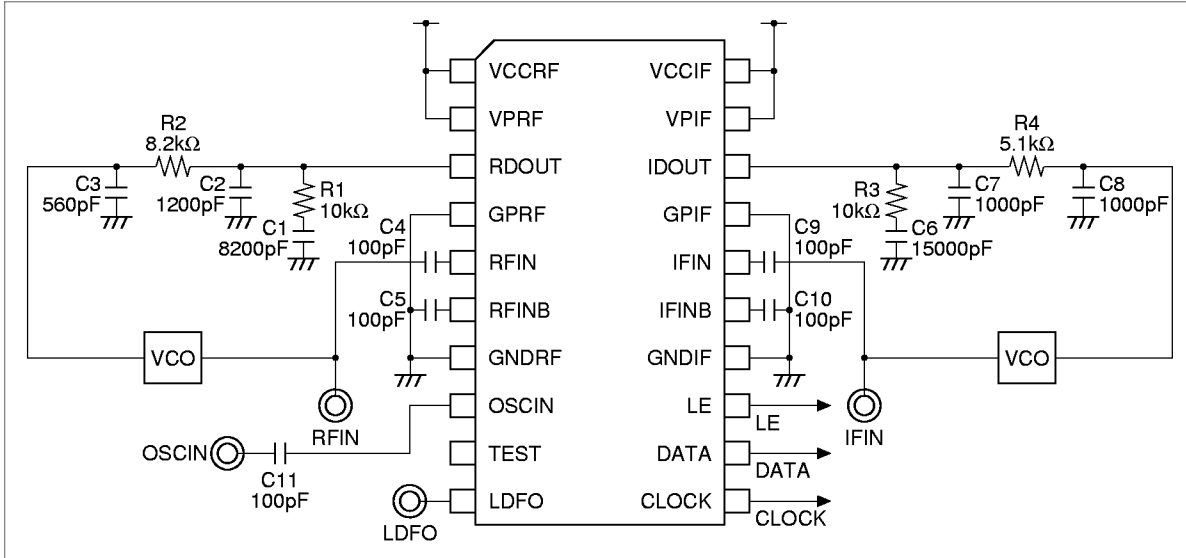 VCCRF
VCCIF
VPRF
VPIF
R2
8.2kΩ
R4
5.1kΩ
RDOUT
IDOUT
C3
560pF
C2
1200pF
R1
10kΩ
C1
8200pF
R3
10kΩ
C6
15000pF
C7
1000pF
C8
1000pF
GPRF
GPIF
C4
100pF
C9
100pF
RFIN
IFIN
C5
100pF
RFINB
IFINB
C10
100pF
VCO
GNDRF
GNDIF
VCO
OSCIN
LE
LE
RFIN
IFIN
OSCIN
C11
100pF
TEST
DATA
DATA
LDFO
LDFO
CLOCK
CLOCK